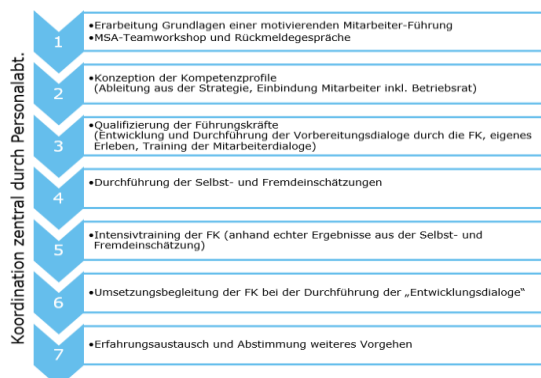 Koordination zentral durch Personalabt.
1
•Erarbeitung Grundlagen einer motivierenden Mitarbeiter-Führung
•MSA-Teamworkshop und Rückmeldegespräche
2
•Konzeption der Kompetenzprofile
(Ableitung aus der Strategie, Einbindung Mitarbeiter inkl. Betriebsrat)
3
•Qualifizierung der Führungskräfte
(Entwicklung und Durchführung der Vorbereitungsdialoge durch die FK, eigenes
Erleben, Training der Mitarbeiterdialoge)
4
•Durchführung der Selbst- und Fremdeinschätzungen
5
•Intensivtraining der FK (anhand echter Ergebnisse aus der Selbst- und
Fremdeinschätzung)
6
•Umsetzungsbegleitung der FK bei der Durchführung der „Entwicklungsdialoge“
7
•Erfahrungsaustausch und Abstimmung weiteres Vorgehen